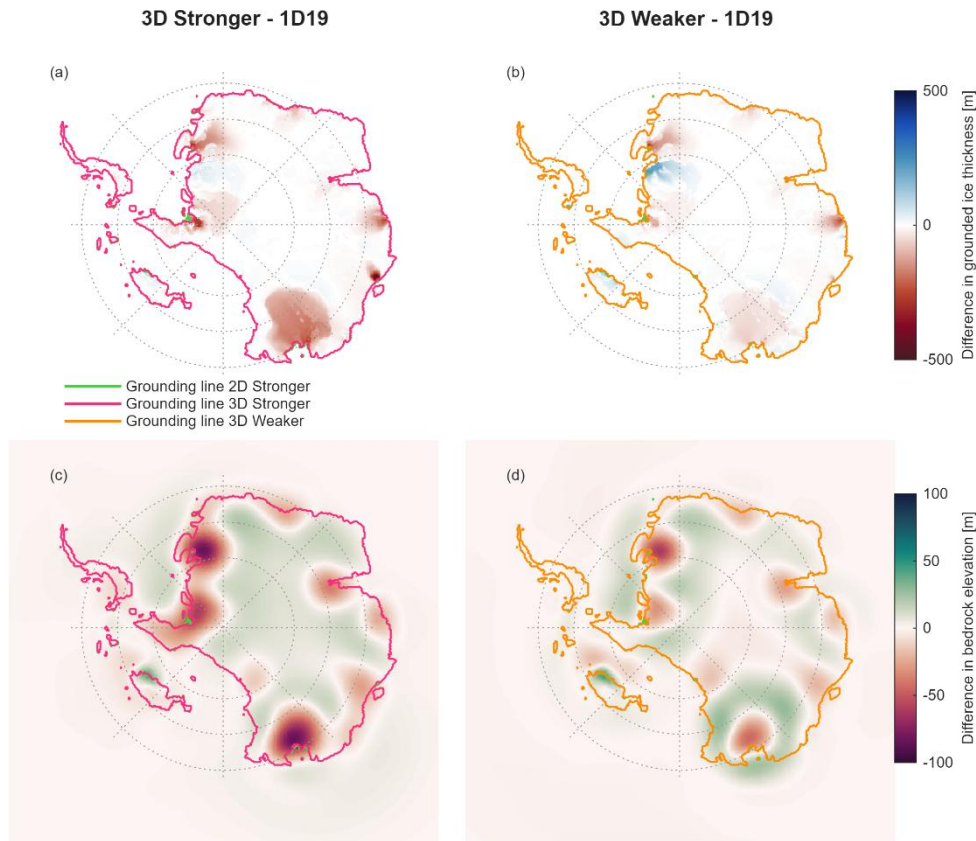 3D Stronger - 1D19
3D Weaker - 1D19
(a)
(b)
500
0
-500
Difference in grounded ice thickness [m]
Grounding line 2D Stronger
Grounding line 3D Stronger
Grounding line 3D Weaker
(c)
(d)
100
50
0
-50
-100
Difference in bedrock elevation [m]